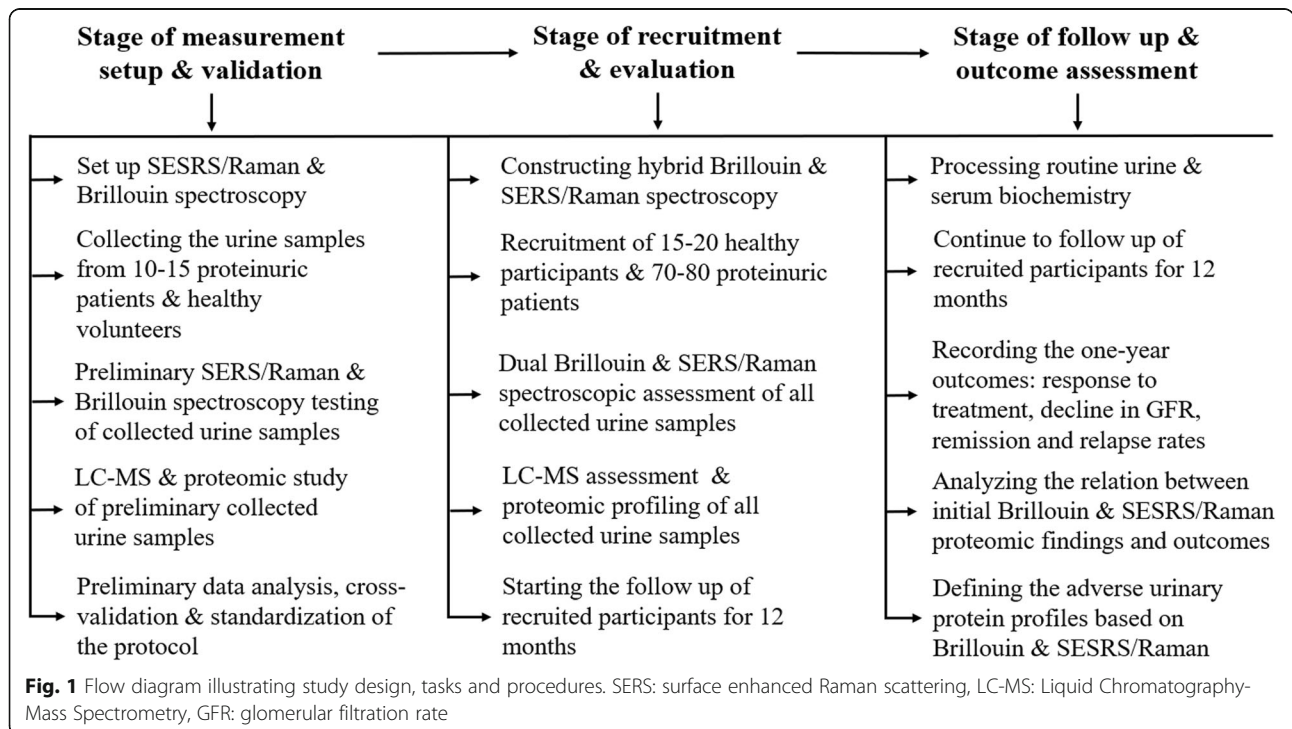 Stage of measurement
setup & validation
Stage of recruitment
& evaluation
Stage of follow up &
outcome assessment
Set up SESRS/Raman &
Brillouin spectroscopy
Collecting the urine samples
from 10-15 proteinuric
patients & healthy
volunteers
Preliminary SERS/Raman &
Brillouin spectroscopy testing
of collected urine samples
LC-MS & proteomic study
of preliminary collected
urine samples
Preliminary data analysis, cross-
validation & standardization of
the protocol
Constructing hybrid Brillouin &
SERS/Raman spectroscopy
Recruitment of 15-20 healthy
participants & 70-80 proteinuric
patients
Dual Brillouin & SERS/Raman
spectroscopic assessment of all
collected urine samples
LC-MS assessment &
proteomic profiling of all
collected urine samples
Starting the follow up of
recruited participants for 12
months
Processing routine urine &
serum biochemistry
Continue to follow up of
recruited participants for 12
months
Recording the one-year
outcomes: response to
treatment, decline in GFR,
remission and relapse rates
Analyzing the relation between
initial Brillouin & SESRS/Raman
proteomic findings and outcomes
Defining the adverse urinary
protein profiles based on
Brillouin & SESRS/Raman
Fig. 1 Flow diagram illustrating study design, tasks and procedures. SERS: surface enhanced Raman scattering, LC-MS: Liquid Chromatography-
Mass Spectrometry, GFR: glomerular filtration rate